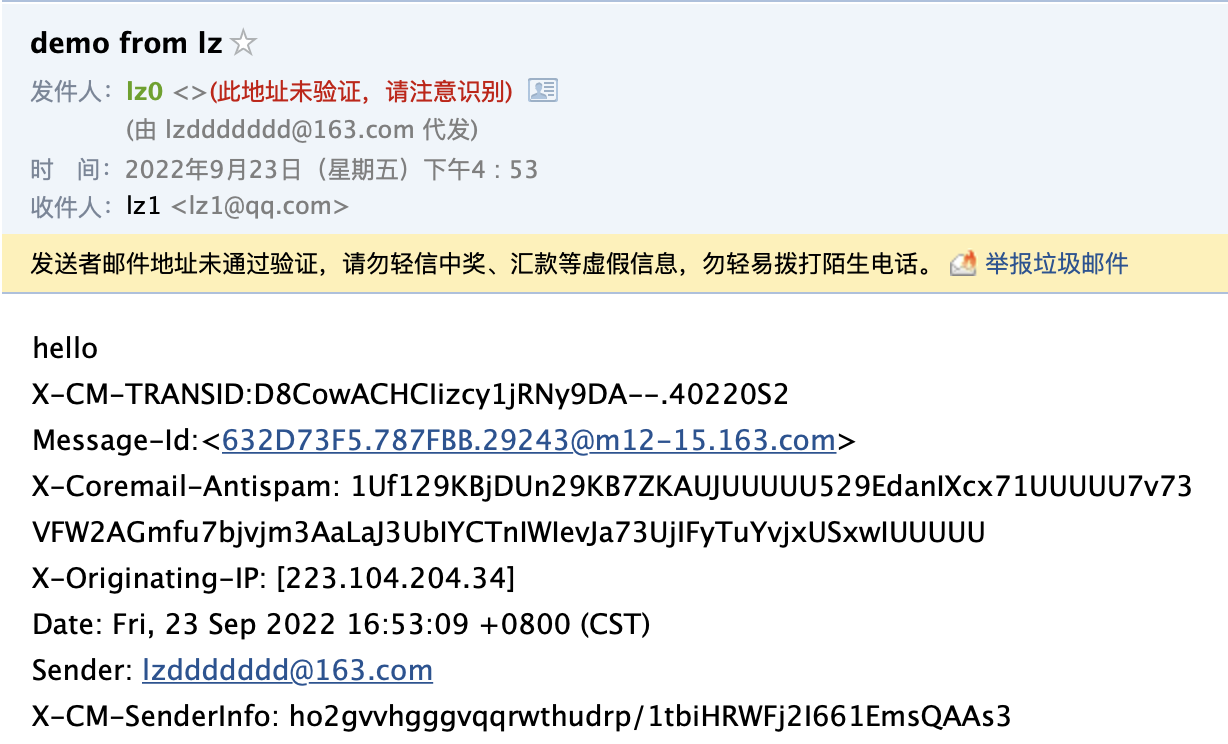 demo from lz
发件人：lz0 <>(此地址未验证，请注意识别)
(由 lzddddddd@163.com 代发)
时 间：2022年9月23日（星期五）下午4：53
收件人：lz1 <lz1@qq.com>
发送者邮件地址未通过验证，请勿轻信中奖、汇款等虚假信息，勿轻易拨打陌生电话。 举报垃圾邮件
hello
X-CM-TRANSID:D8CowACHCIizcy1jRNy9DA--.40220S2
Message-Id:<632D73F5.787FBB.29243@m12-15.163.com>
X-Coremail-Antispam: 1Uf129KBjDUn29KB7ZKAUJUUUUU529EdanIXcx71UUUUU7v73
VFW2AGmfu7bjvjm3AaLaJ3UbIYCTnIWIevJa73UjIFyTuYvjxUSxwIUUUUU
X-Originating-IP: [223.104.204.34]
Date: Fri, 23 Sep 2022 16:53:09 +0800 (CST)
Sender: lzddddddd@163.com
X-CM-SenderInfo: ho2gvvhgggvqqrwthudrp/1tbiHRWFj2I661EmsQAAs3